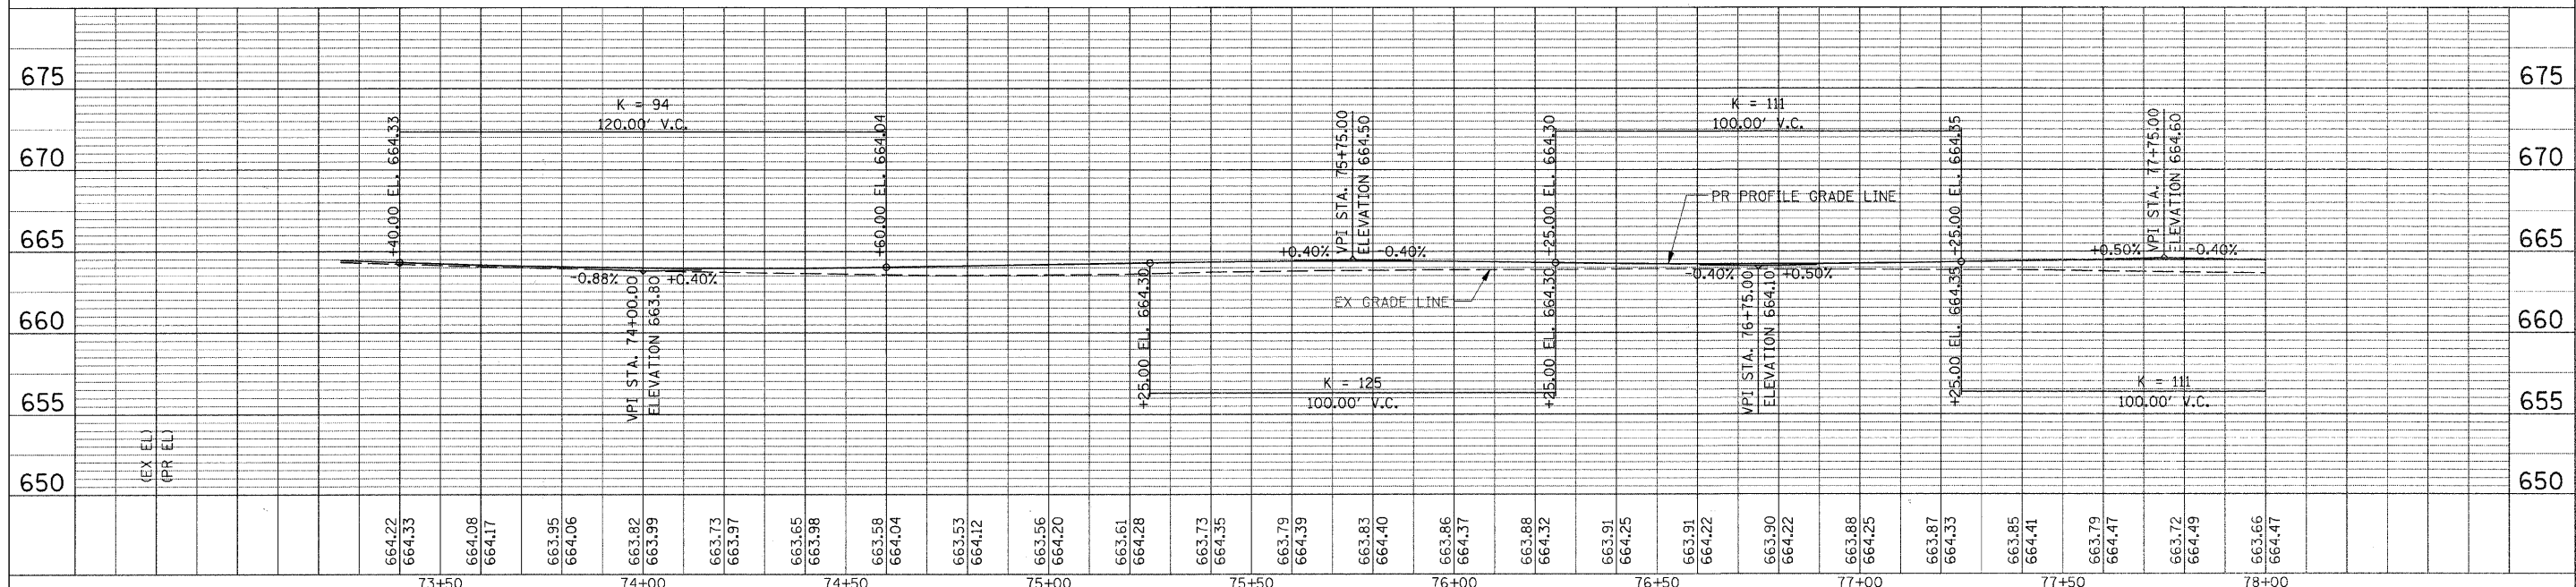 675
670
665
660
655
650
675
670
665
660
655
650
K = 94
120.00' V.C.
+40.00 EL. 664.33
+60.00 EL. 664.04
-0.88%
+0.40%
VPI STA. 74+00.00
ELEVATION 663.80
+25.00 EL. 664.30
K = 125
100.00' V.C.
+0.40%
-0.40%
VPI STA. 75+75.00
ELEVATION 664.50
EX GRADE LINE
+25.00 EL. 664.30
-25.00 EL. 664.30
K = 111
100.00' V.C.
PR PROFILE GRADE LINE
-0.40%
+0.50%
VPI STA. 76+75.00
ELEVATION 664.10
-25.00 EL. 664.35
+25.00 EL. 664.35
+0.50%
-0.40%
VPI STA. 77+75.00
ELEVATION 664.60
K = 111
100.00' V.C.
(EX EL)
(PR EL)
664.22
664.33
664.08
664.17
663.95
664.06
663.82
663.99
663.73
663.97
663.65
663.98
663.58
664.04
663.53
664.12
663.56
664.20
663.61
664.28
663.73
664.35
663.79
664.39
663.83
664.40
663.86
664.37
663.88
664.32
663.91
664.25
663.91
664.22
663.90
664.22
663.88
664.25
663.87
664.33
663.85
664.41
663.79
664.47
663.72
664.49
663.66
664.47
73+50
74+00
74+50
75+00
75+50
76+00
76+50
77+00
77+50
78+00